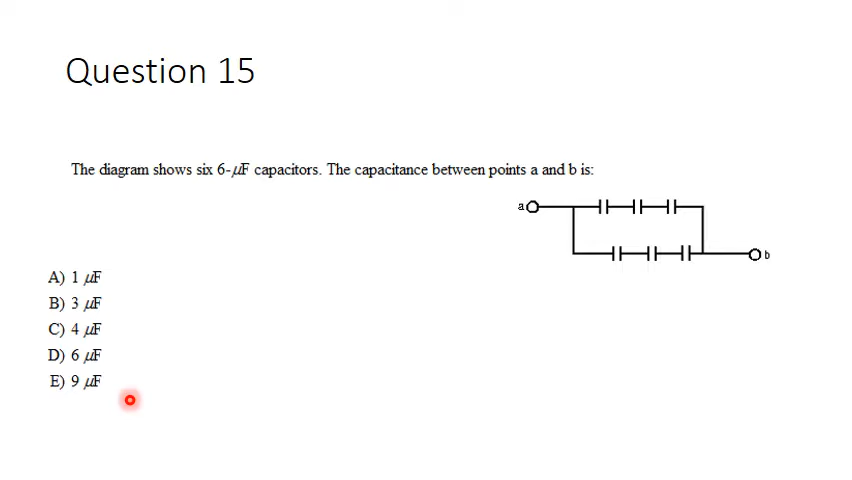 Question 15
The diagram shows six 6-μF capacitors. The capacitance between points a and b is:
a
b
A) 1 μF
B) 3 μF
C) 4 μF
D) 6 μF
E) 9 μF